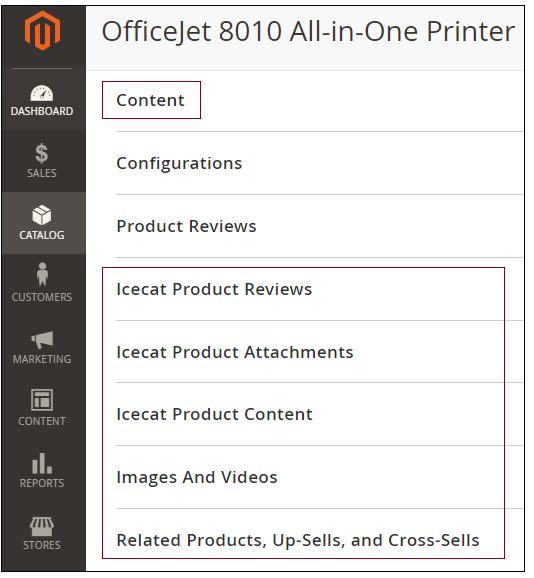 OfficeJet 8010 All-in-One Printer
DASHBOARD
SALES
CATALOG
CUSTOMERS
MARKETING
CONTENT
REPORTS
STORES
Content
Configurations
Product Reviews
Icecat Product Reviews
Icecat Product Attachments
Icecat Product Content
Images And Videos
Related Products, Up-Sells, and Cross-Sells